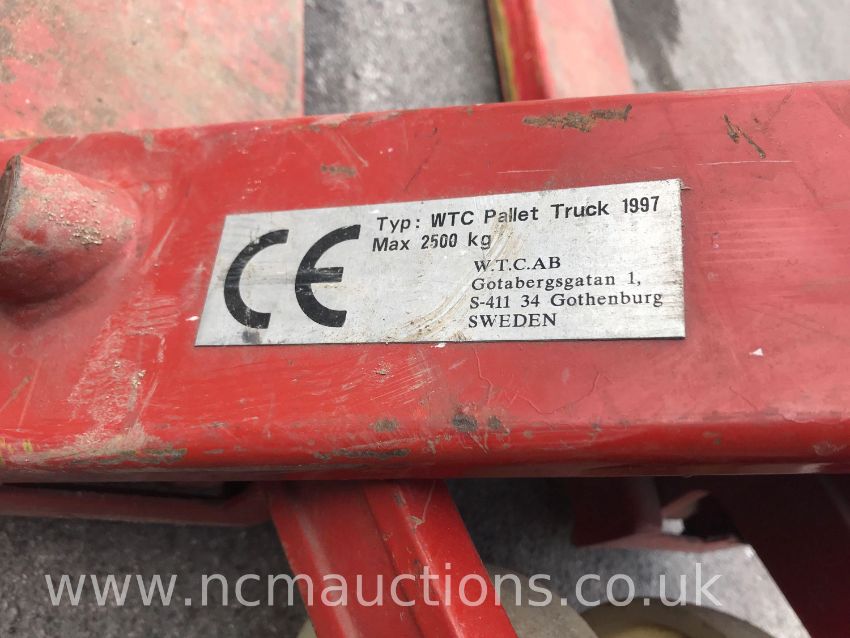 CE
Typ: WTC Pallet Truck 1997
Max 2500 kg
W.T.C.AB
Gotabergsgatan 1,
S-411 34 Gothenburg
SWEDEN
www.ncmauctions.co.uk